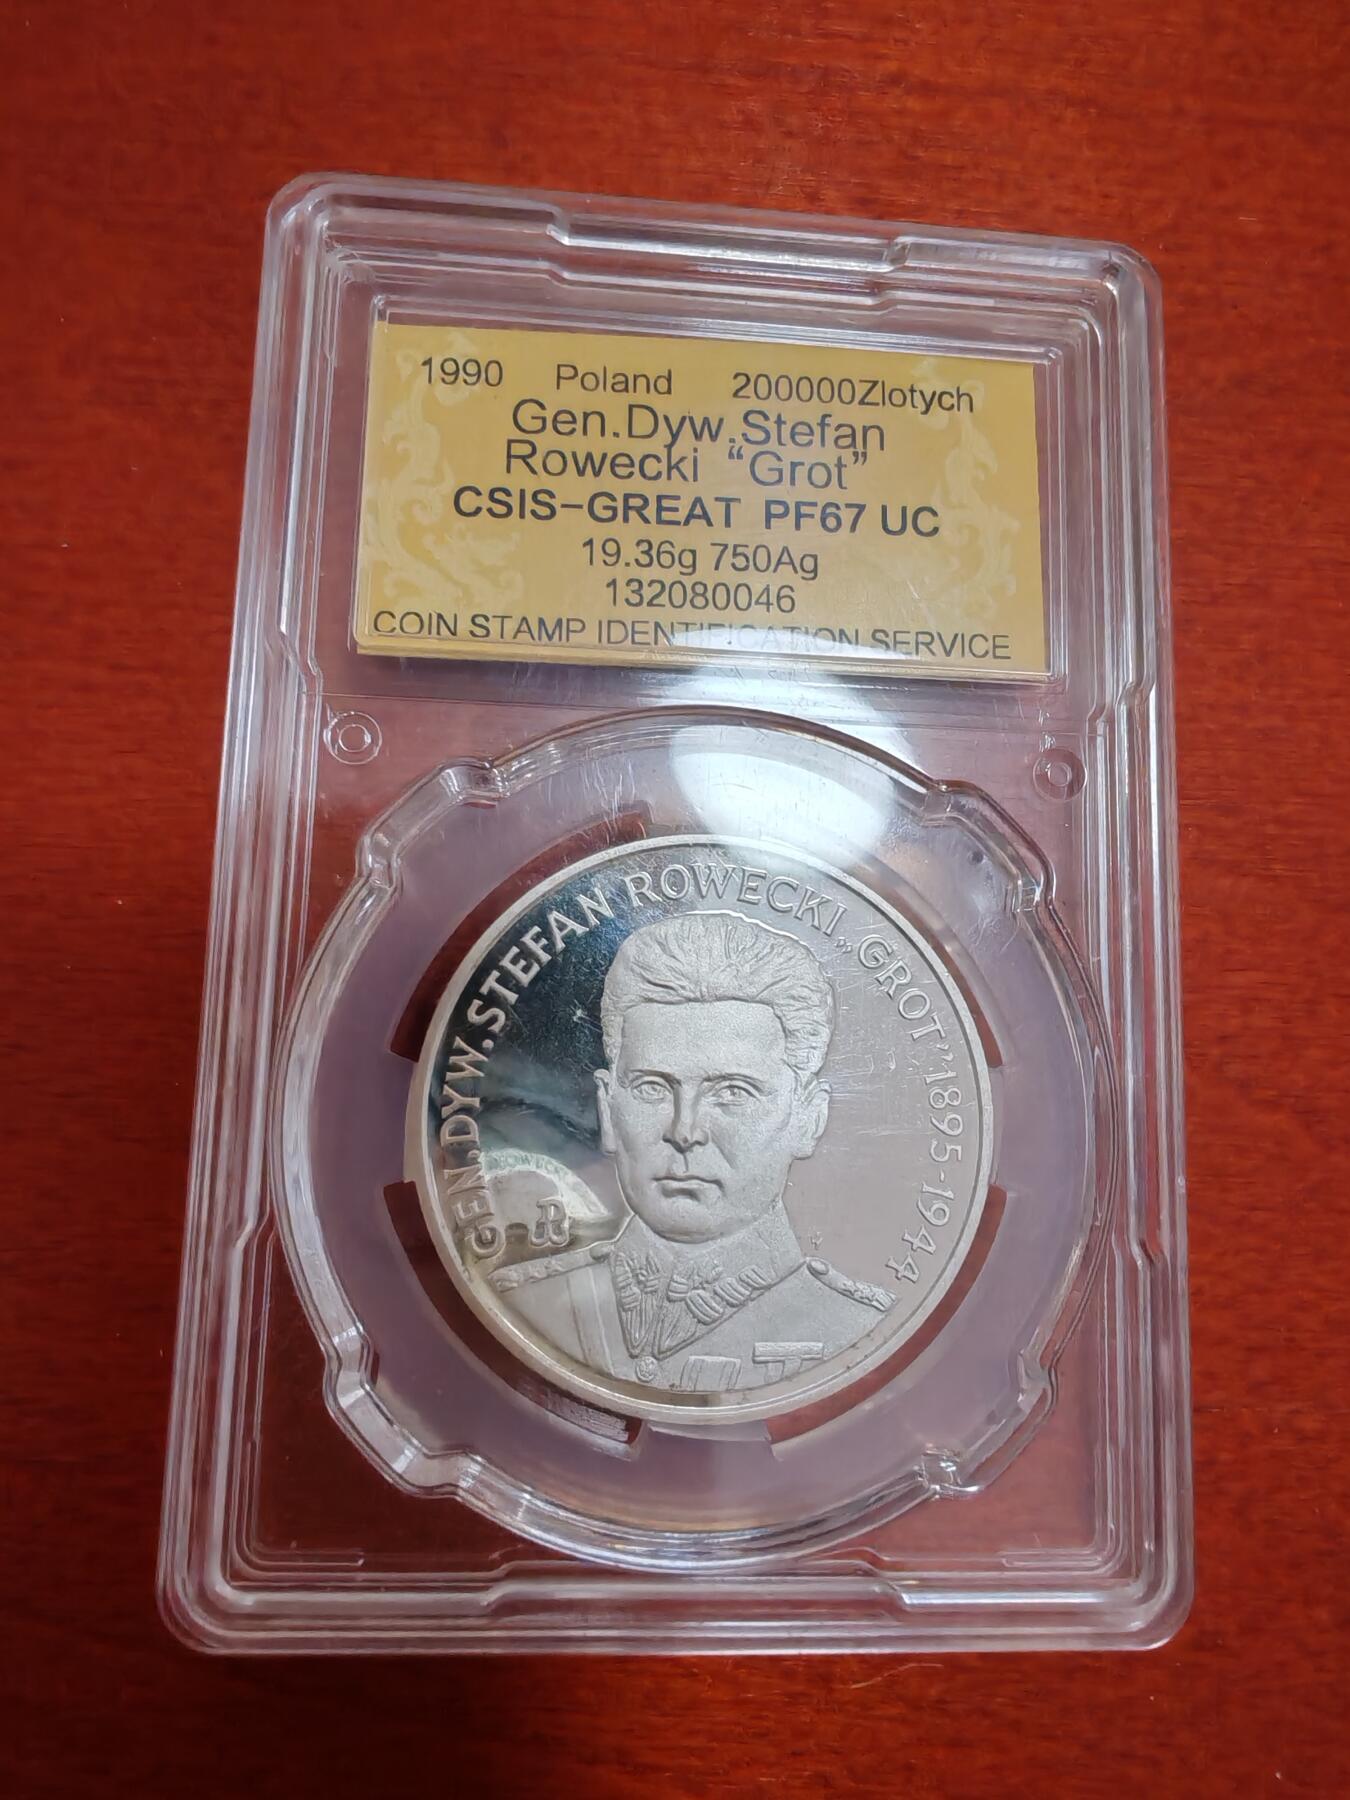 1990 Poland 200000Zlotych
Gen.Dyw.Stefan
Rowecki “Grot”
CSIS-GREAT PF67 UC
19.36g 750Ag
132080046
COIN STAMP IDENTIFICATION SERVICE
GEN.DYW.STEFAN ROWECKI „GROT” 1895-1944